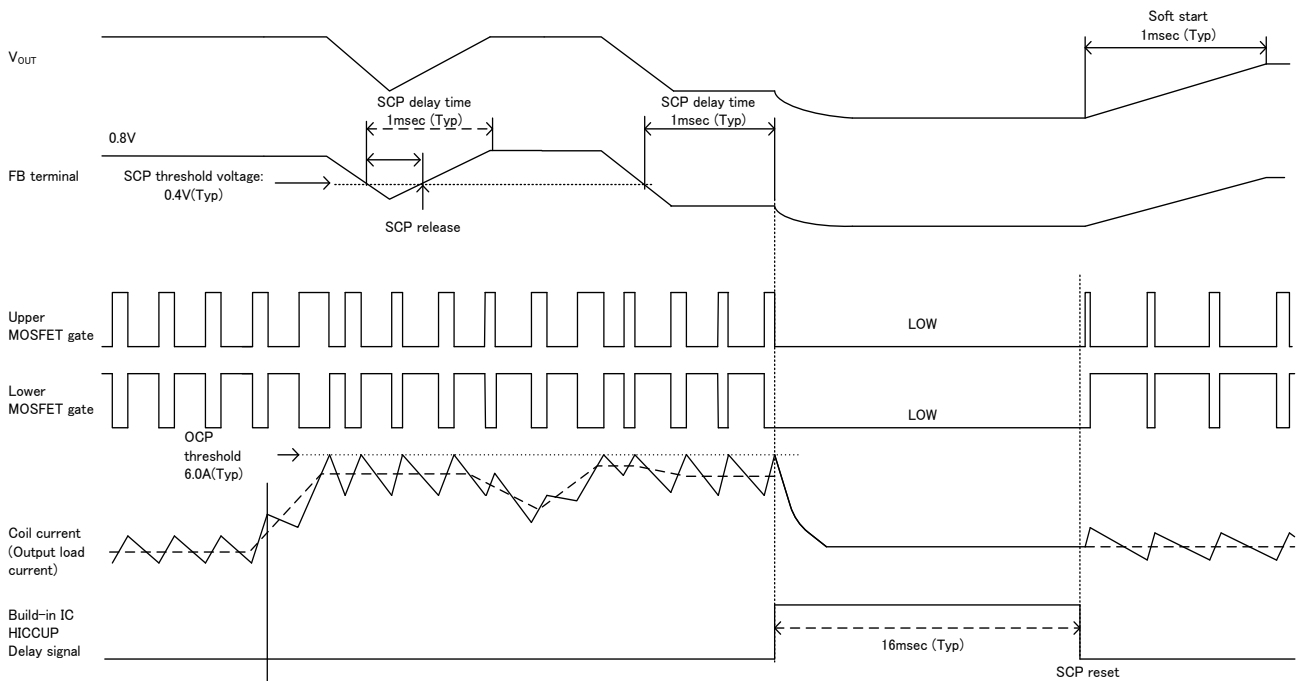 Soft start
1msec (Typ)
VOUT
SCP delay time
1msec (Typ)
SCP delay time
1msec (Typ)
0.8V
FB terminal
SCP threshold voltage:
0.4V(Typ)
SCP release
Upper
MOSFET gate
LOW
Lower
MOSFET gate
LOW
OCP
threshold
6.0A(Typ)
Coil current
(Output load
current)
Build-in IC
HICCUP
Delay signal
16msec (Typ)
SCP reset